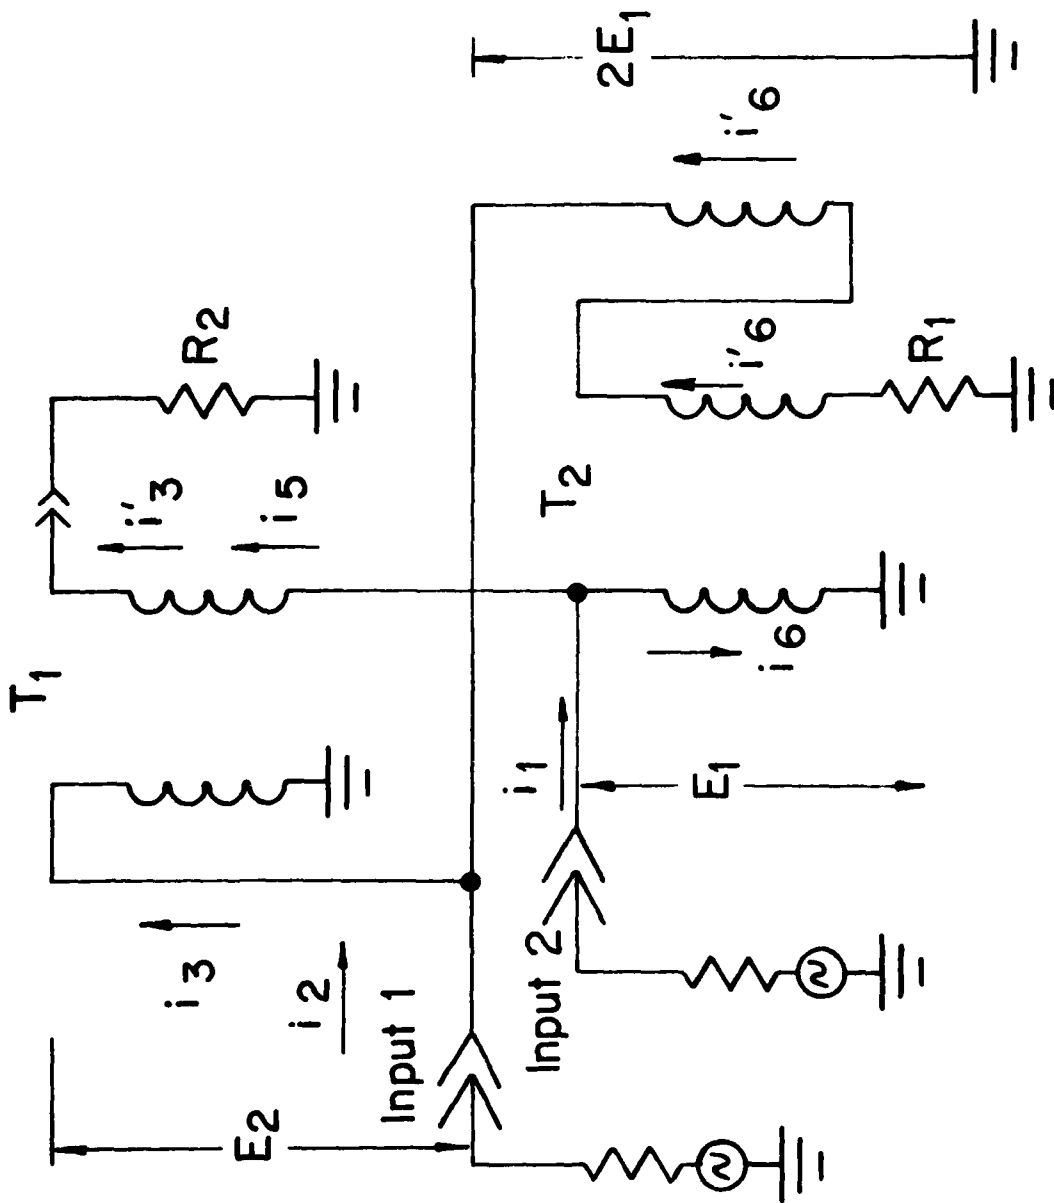 T₁
i'₃
i₅
R₂
2E₁
i₃
i₂
E₂
Input 1
Input 2
i₁
E₁
i₆
T₂
i'₆
i'₆
R₁